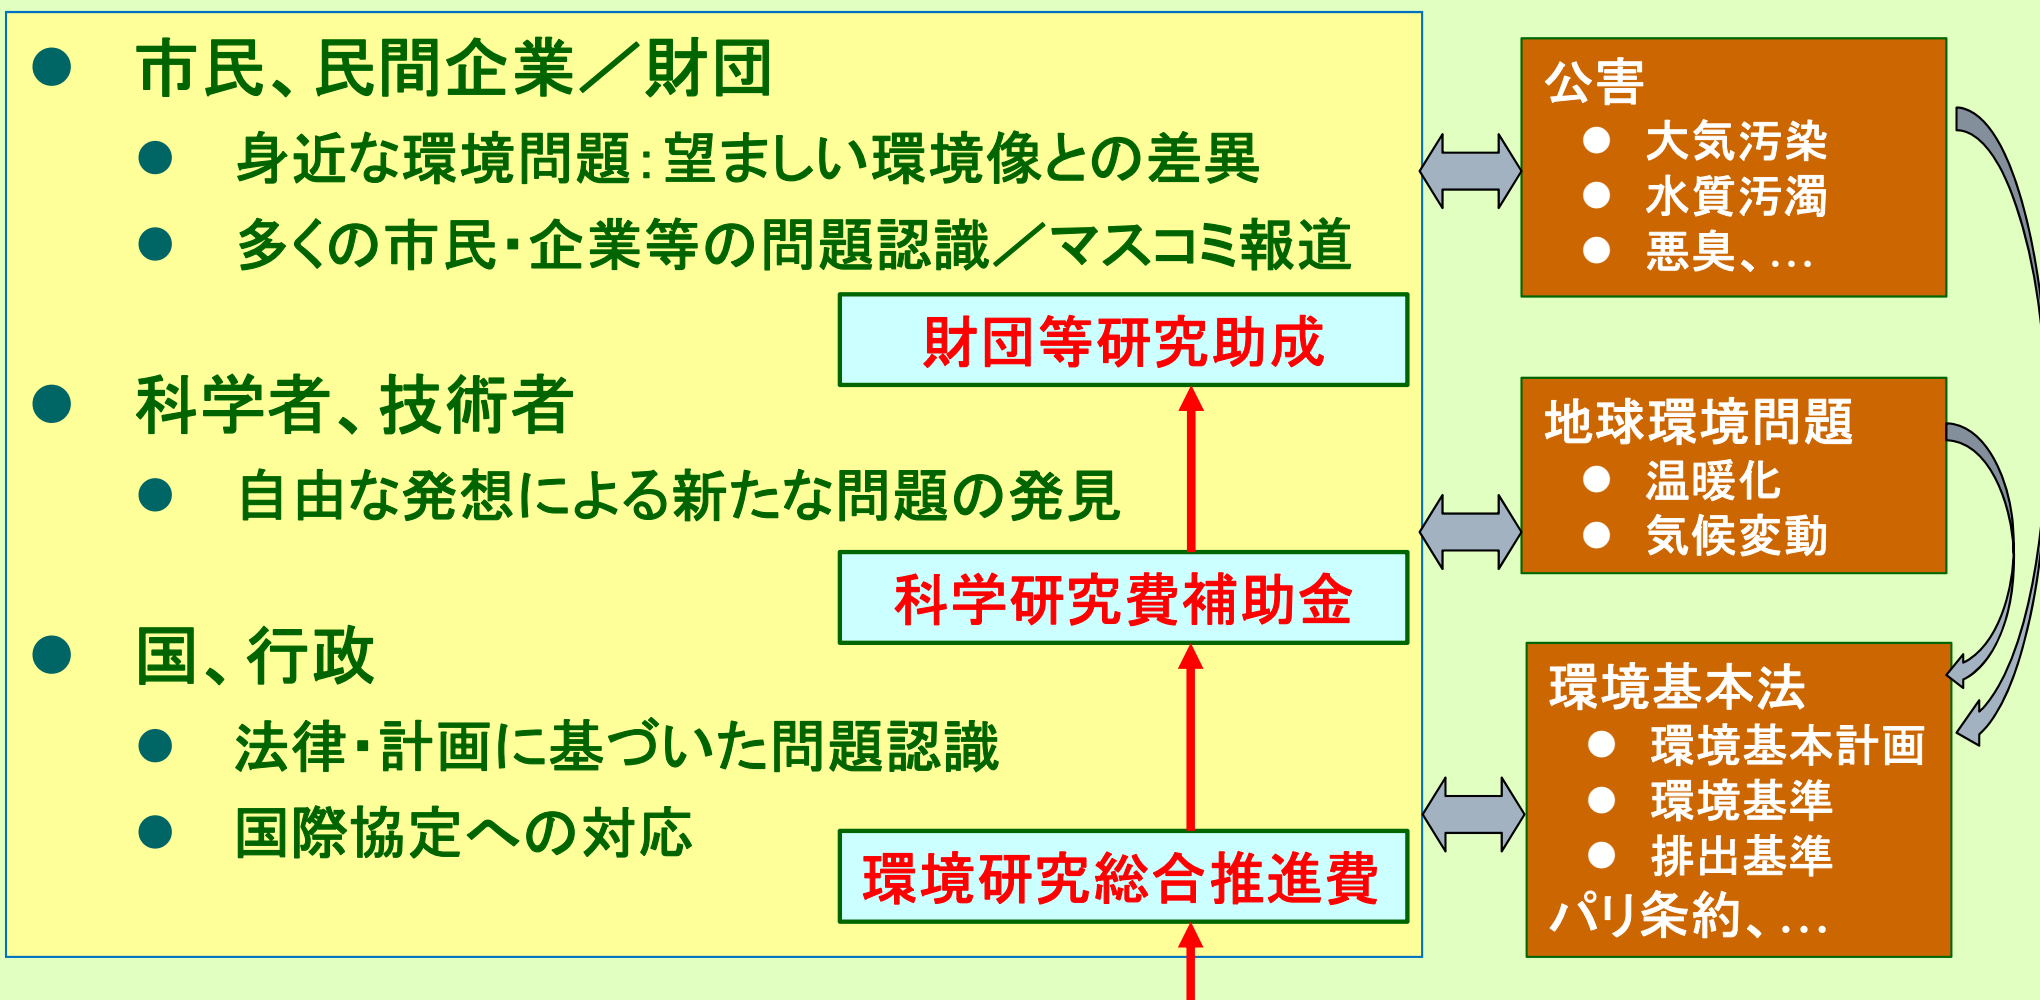 市民、民間企業／財団
身近な環境問題：望ましい環境像との差異
多くの市民・企業等の問題認識／マスコミ報道
財団等研究助成
科学者、技術者
自由な発想による新たな問題の発見
科学研究費補助金
国、行政
法律・計画に基づいた問題認識
国際協定への対応
環境研究総合推進費
公害
大気汚染
水質汚濁
悪臭、…
地球環境問題
温暖化
気候変動
環境基本法
環境基本計画
環境基準
排出基準
パリ条約、…